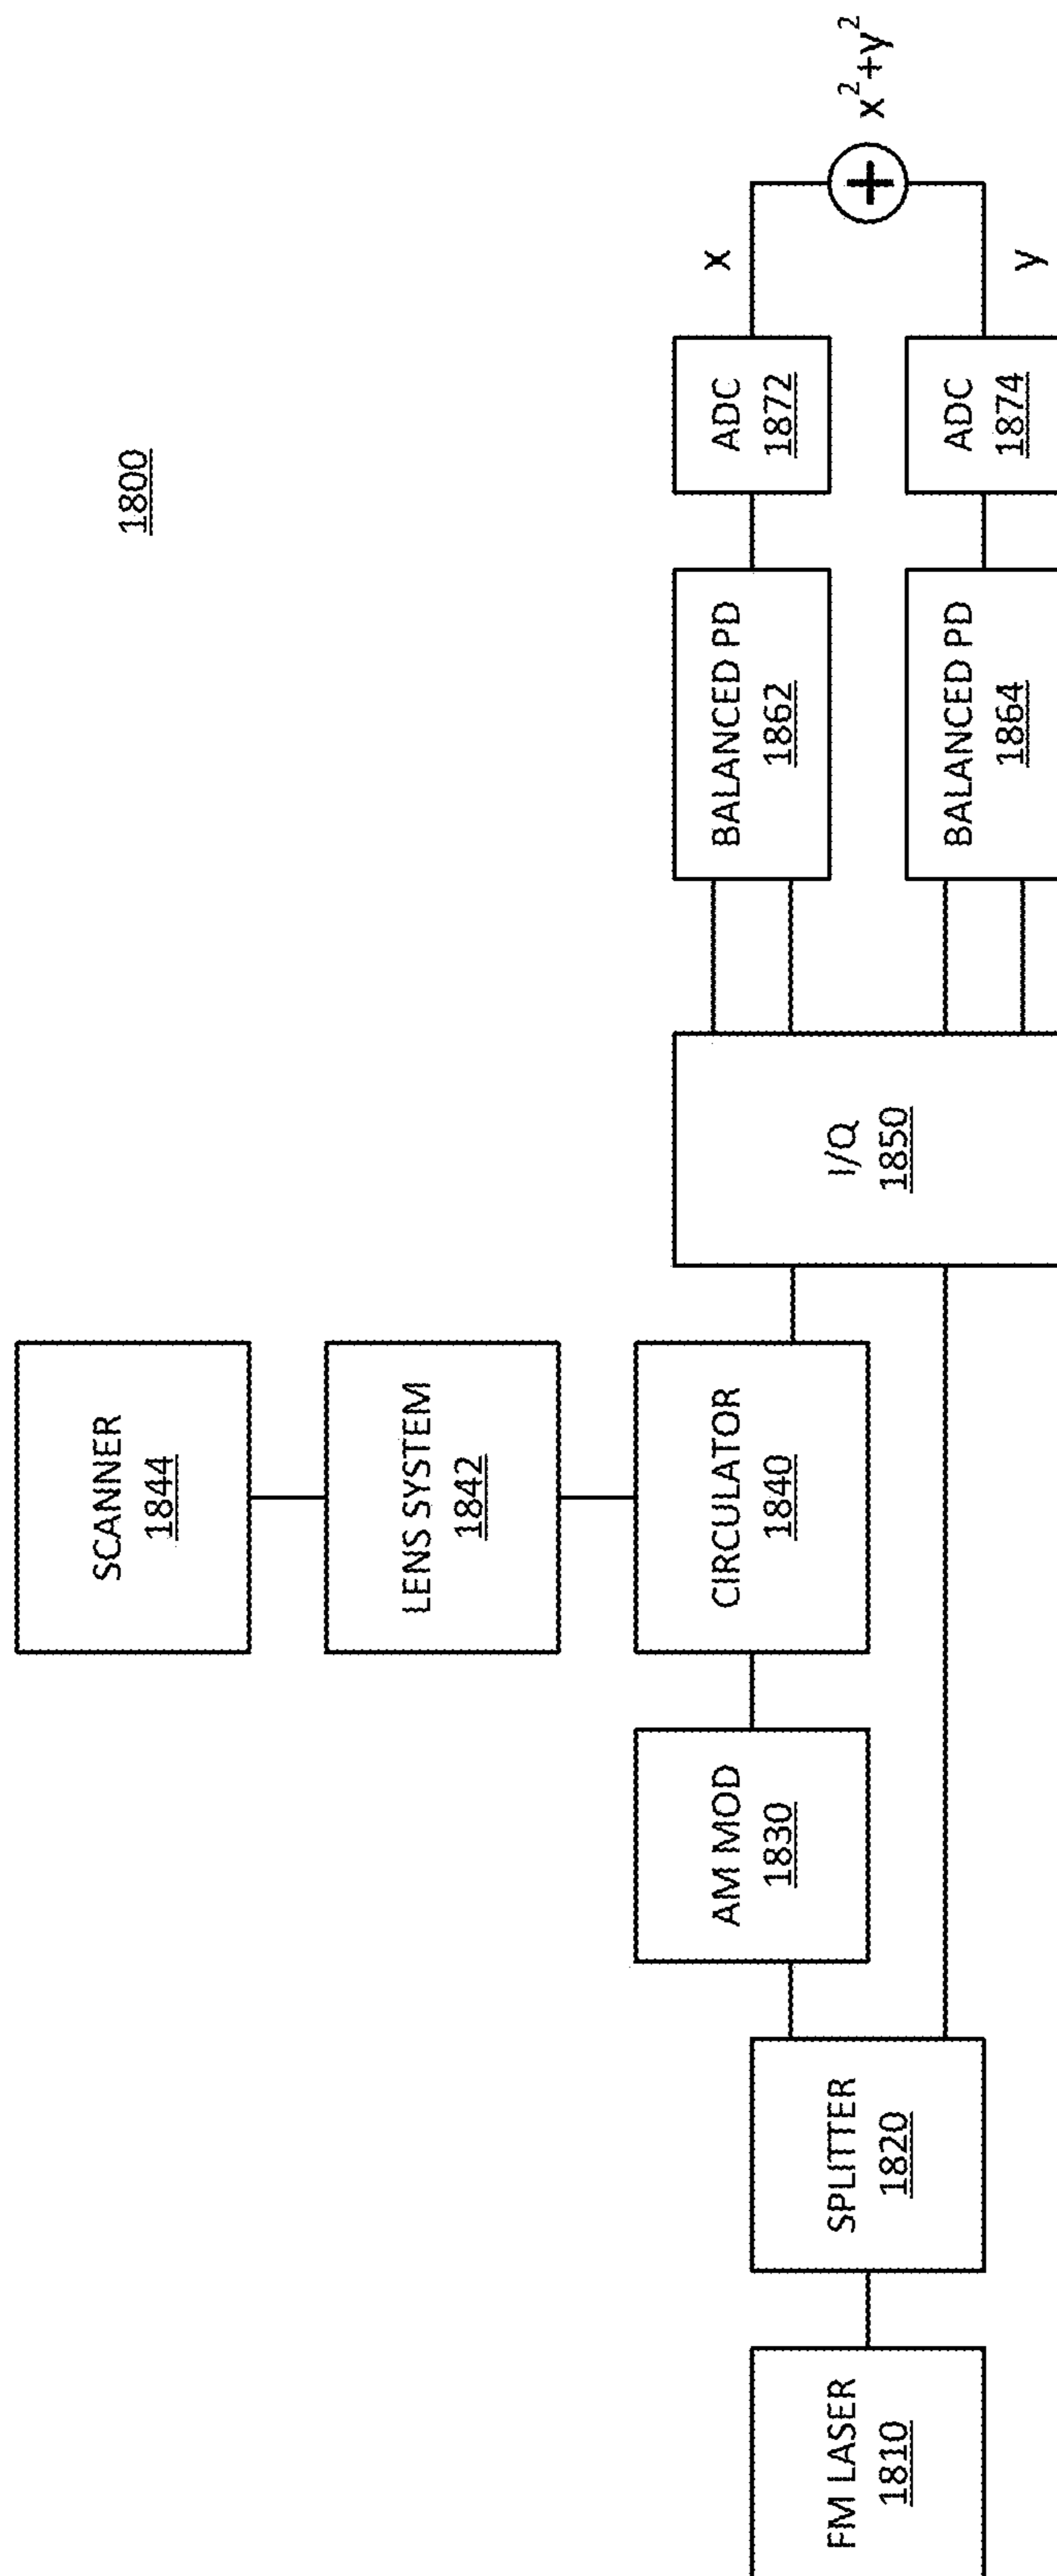 1800
SCANNER
1844
LENS SYSTEM
1842
FM LASER
1810
SPLITTER
1820
AM MOD
1830
CIRCULATOR
1840
I/Q
1850
BALANCED PD
1862
ADC
1872
x
BALANCED PD
1864
ADC
1874
y
+
x²+y²